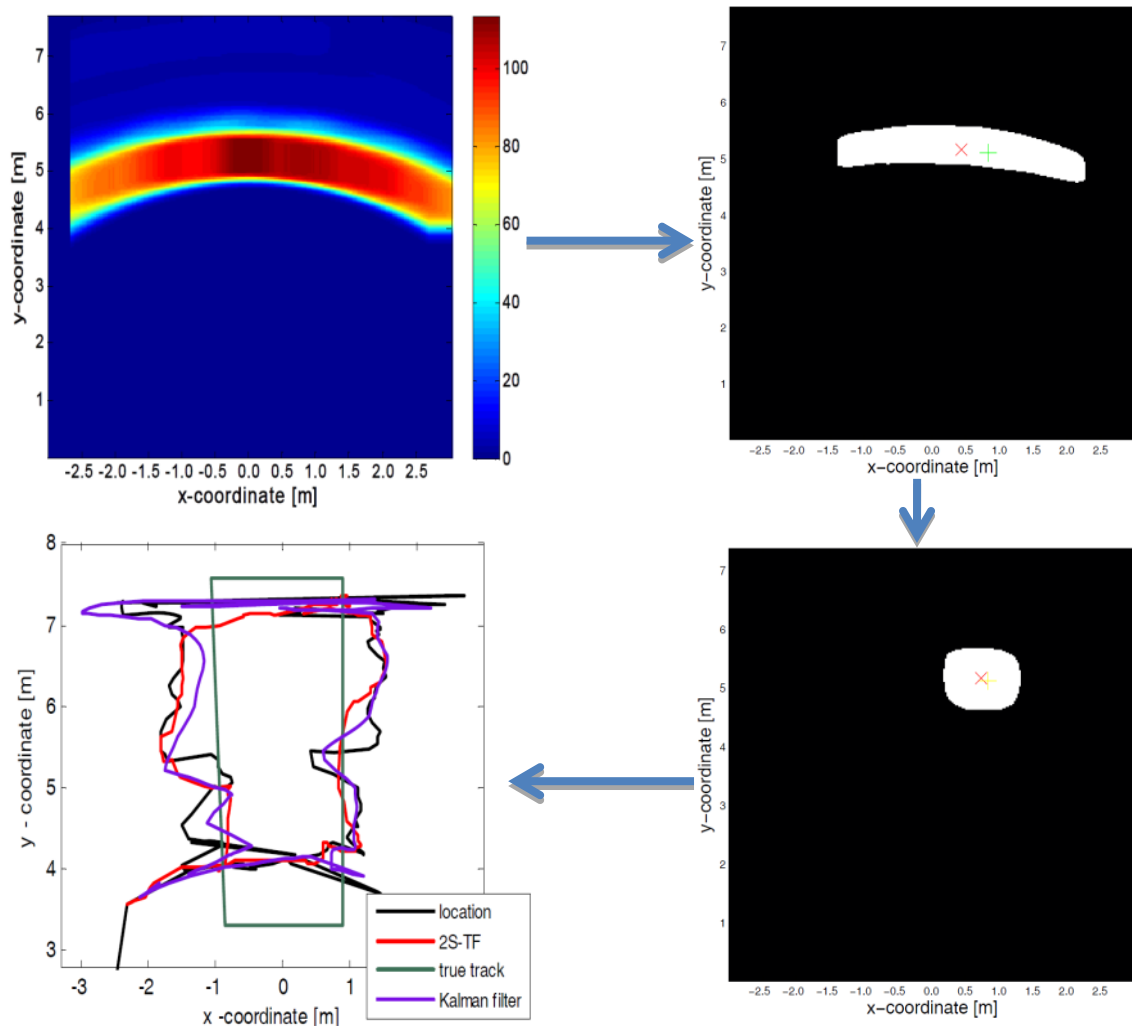 y-coordinate [m]
7
6
5
4
3
2
1
-2.5 -2.0 -1.5 -1.0 -0.5 0.0 0.5 1.0 1.5 2.0 2.5
x-coordinate [m]
100
80
60
40
20
0
y−coordinate [m]
7
6
5
4
3
2
1
−2.5 −2.0 −1.5 −1.0 −0.5 0.0 0.5 1.0 1.5 2.0 2.5
x−coordinate [m]
y - coordinate [m]
8
7
6
5
4
3
-3 -2 -1 0 1
x -coordinate [m]
location
2S-TF
true track
Kalman filter
y−coordinate [m]
7
6
5
4
3
2
1
−2.5 −2.0 −1.5 −1.0 −0.5 0.0 0.5 1.0 1.5 2.0 2.5
x−coordinate [m]